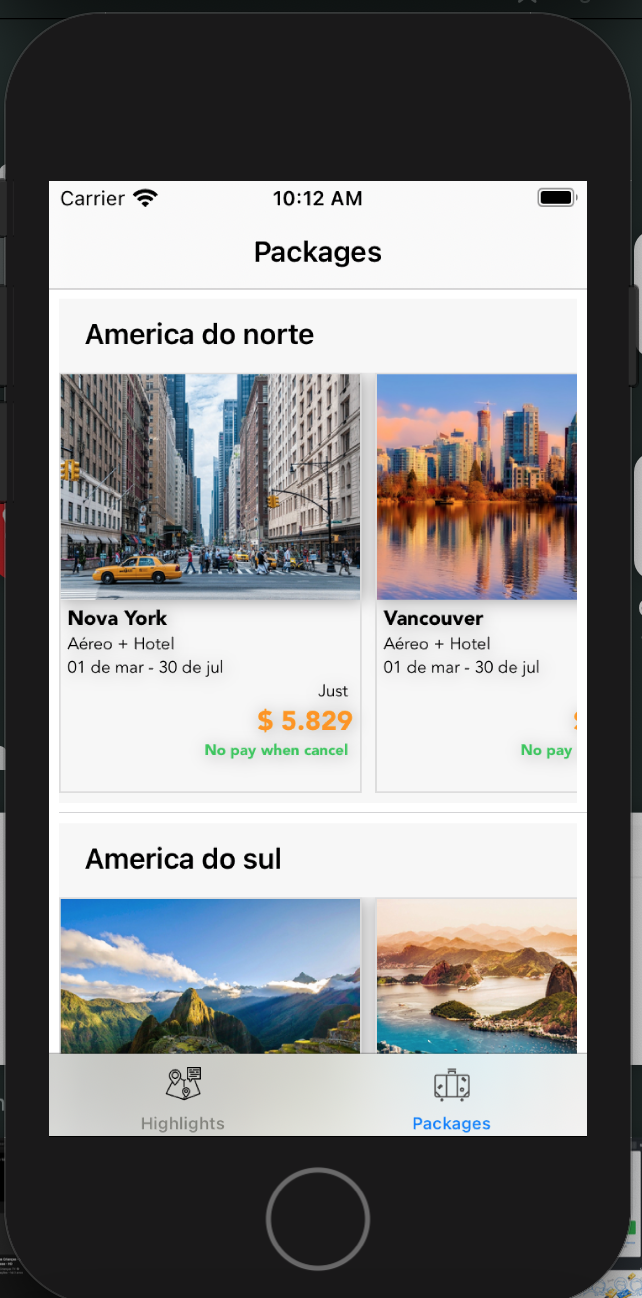 Carrier 10:12 AM
Packages
America do norte
Nova York
Aéreo + Hotel
01 de mar - 30 de jul
Just
$ 5.829
No pay when cancel
Vancouver
Aéreo + Hotel
01 de mar - 30 de jul
No pay
America do sul
Highlights
Packages